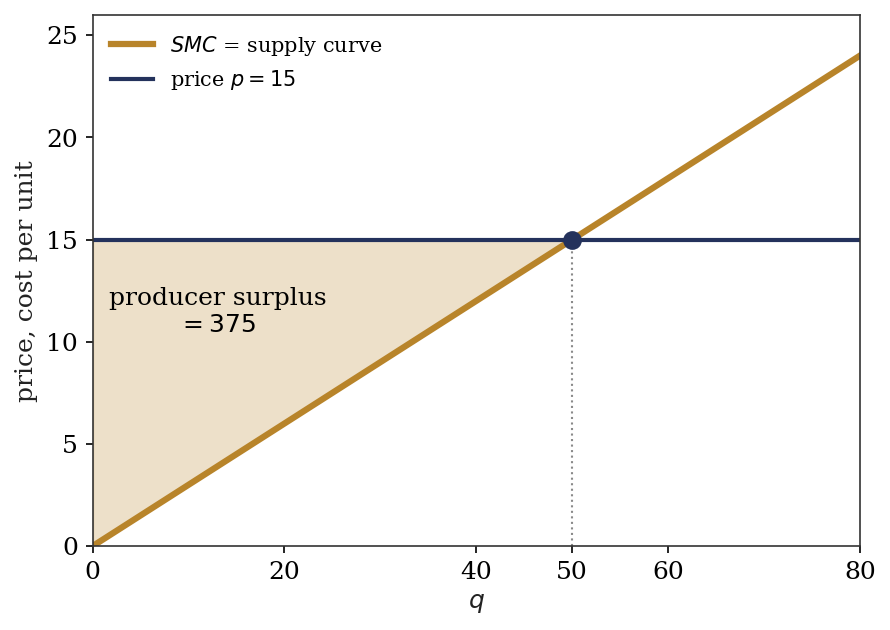 25
20
15
10
5
0
price, cost per unit
SMC = supply curve
price p = 15
producer surplus
= 375
0 20 40 50 60 80
q